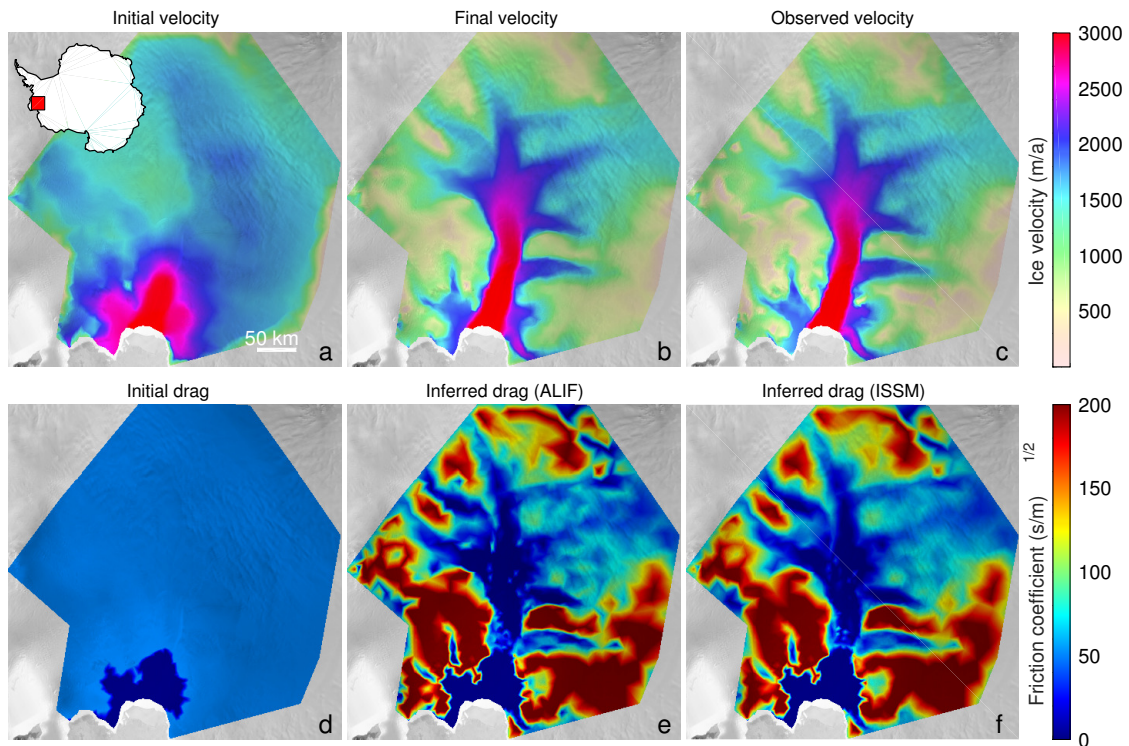 Initial velocity
Final velocity
Observed velocity
50 km
a
b
c
3000
2500
2000
1500
1000
500
Ice velocity (m/a)
Initial drag
Inferred drag (ALIF)
Inferred drag (ISSM)
d
e
f
200
150
100
50
0
Friction coefficient (s/m) 1/2